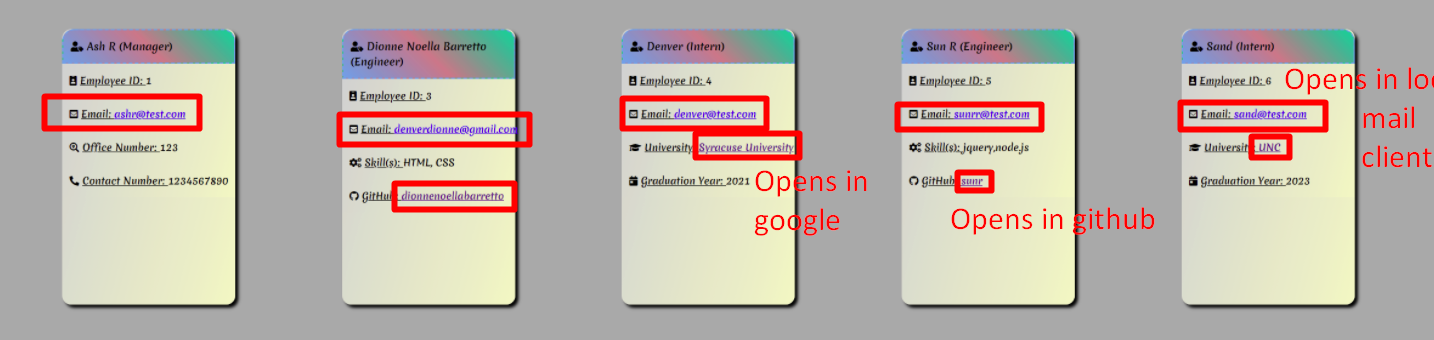 Ash R (Manager)
Employee ID: 1
Email: ashr@test.com
Office Number: 123
Contact Number: 1234567890
Dionne Noella Barretto
(Engineer)
Employee ID: 3
Email: denverdionne@gmail.com
Skill(s): HTML, CSS
GitHub: dionnenoellabarretto
Denver (Intern)
Employee ID: 4
Email: denver@test.com
University: Syracuse University
Graduation Year: 2021
Opens in
google
Sun R (Engineer)
Employee ID: 5
Email: sunrr@test.com
Skill(s): jquery,node.js
GitHub: sunr
Opens in github
Sand (Intern)
Employee ID: 6
Email: sand@test.com
University: UNC
Graduation Year: 2023
Opens in loc
mail
client